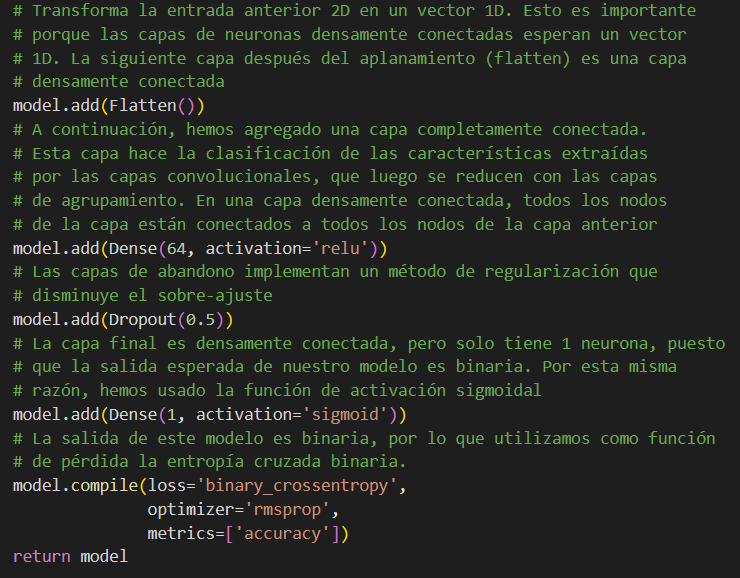 # Transforma la entrada anterior 2D en un vector 1D. Esto es importante
# porque las capas de neuronas densamente conectadas esperan un vector
# 1D. La siguiente capa después del aplanamiento (flatten) es una capa
# densamente conectada
model.add(Flatten())
# A continuación, hemos agregado una capa completamente conectada.
# Esta capa hace la clasificación de las características extraídas
# por las capas convolucionales, que luego se reducen con las capas
# de agrupamiento. En una capa densamente conectada, todos los nodos
# de la capa están conectados a todos los nodos de la capa anterior
model.add(Dense(64, activation='relu'))
# Las capas de abandono implementan un método de regularización que
# disminuye el sobre-ajuste
model.add(Dropout(0.5))
# La capa final es densamente conectada, pero solo tiene 1 neurona, puesto
# que la salida esperada de nuestro modelo es binaria. Por esta misma
# razón, hemos usado la función de activación sigmoidal
model.add(Dense(1, activation='sigmoid'))
# La salida de este modelo es binaria, por lo que utilizamos como función
# de pérdida la entropía cruzada binaria.
model.compile(loss='binary_crossentropy',
              optimizer='rmsprop',
              metrics=['accuracy'])
return model